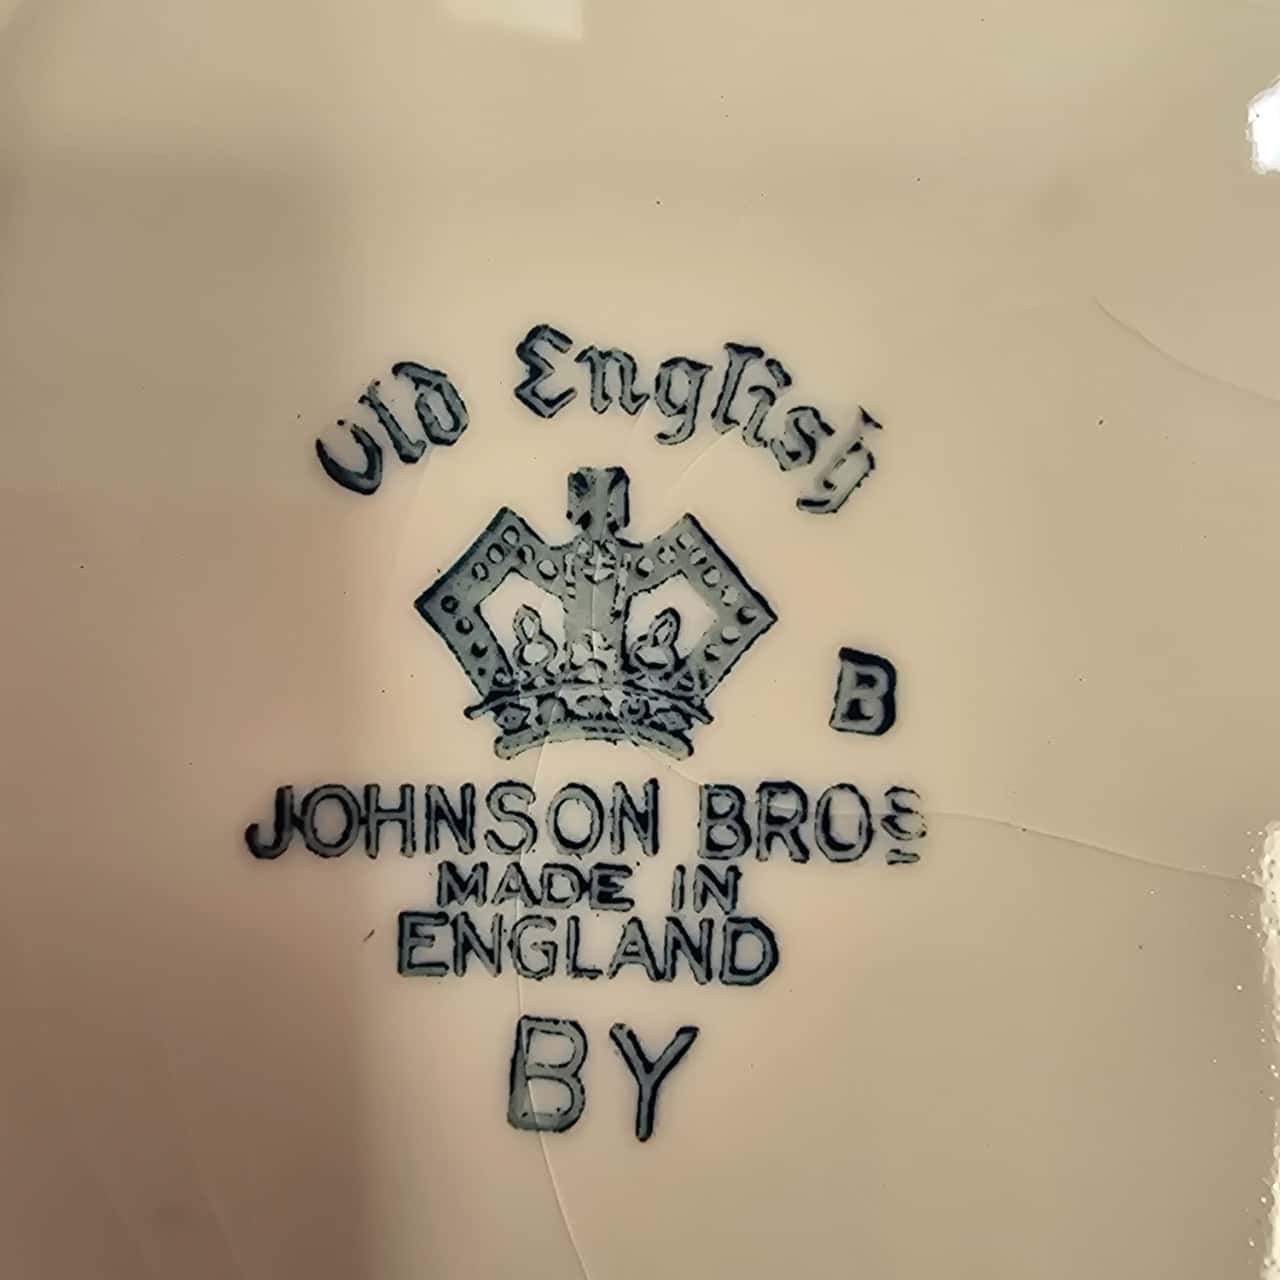 Old English
B
JOHNSON BROS
MADE IN
ENGLAND
BY